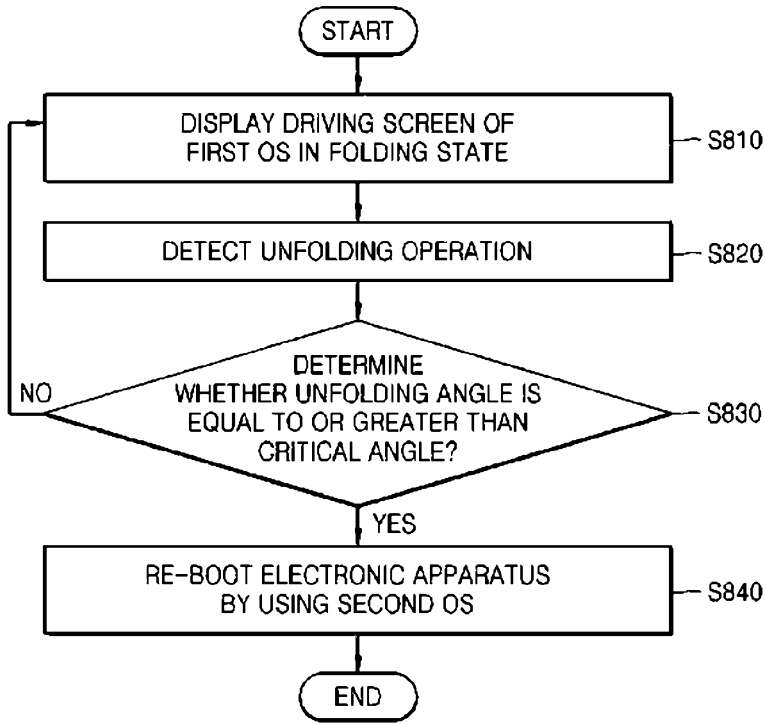 START
DISPLAY DRIVING SCREEN OF
FIRST OS IN FOLDING STATE
S810
DETECT UNFOLDING OPERATION
S820
DETERMINE
WHETHER UNFOLDING ANGLE IS
EQUAL TO OR GREATER THAN
CRITICAL ANGLE?
NO
S830
YES
RE-BOOT ELECTRONIC APPARATUS
BY USING SECOND OS
S840
END